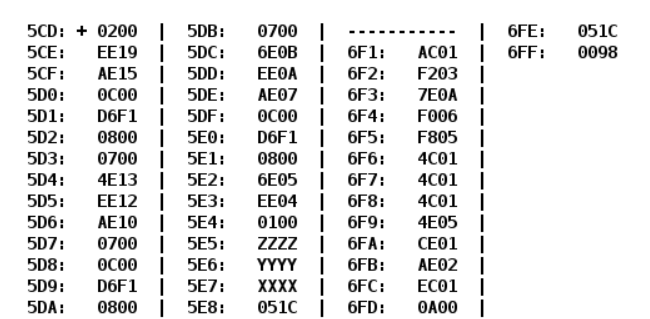 5CD: + 0200 | 5DB: 0700 | ----------- | 6FE: 051C
5CE: EE19 | 5DC: 6E0B | 6F1: AC01 | 6FF: 0098
5CF: AE15 | 5DD: EE0A | 6F2: F203 |
5D0: 0C00 | 5DE: AE07 | 6F3: 7E0A |
5D1: D6F1 | 5DF: 0C00 | 6F4: F006 |
5D2: 0800 | 5E0: D6F1 | 6F5: F805 |
5D3: 0700 | 5E1: 0800 | 6F6: 4C01 |
5D4: 4E13 | 5E2: 6E05 | 6F7: 4C01 |
5D5: EE12 | 5E3: EE04 | 6F8: 4C01 |
5D6: AE10 | 5E4: 0100 | 6F9: 4E05 |
5D7: 0700 | 5E5: ZZZZ | 6FA: CE01 |
5D8: 0C00 | 5E6: YYYY | 6FB: AE02 |
5D9: D6F1 | 5E7: XXXX | 6FC: EC01 |
5DA: 0800 | 5E8: 051C | 6FD: 0A00 |